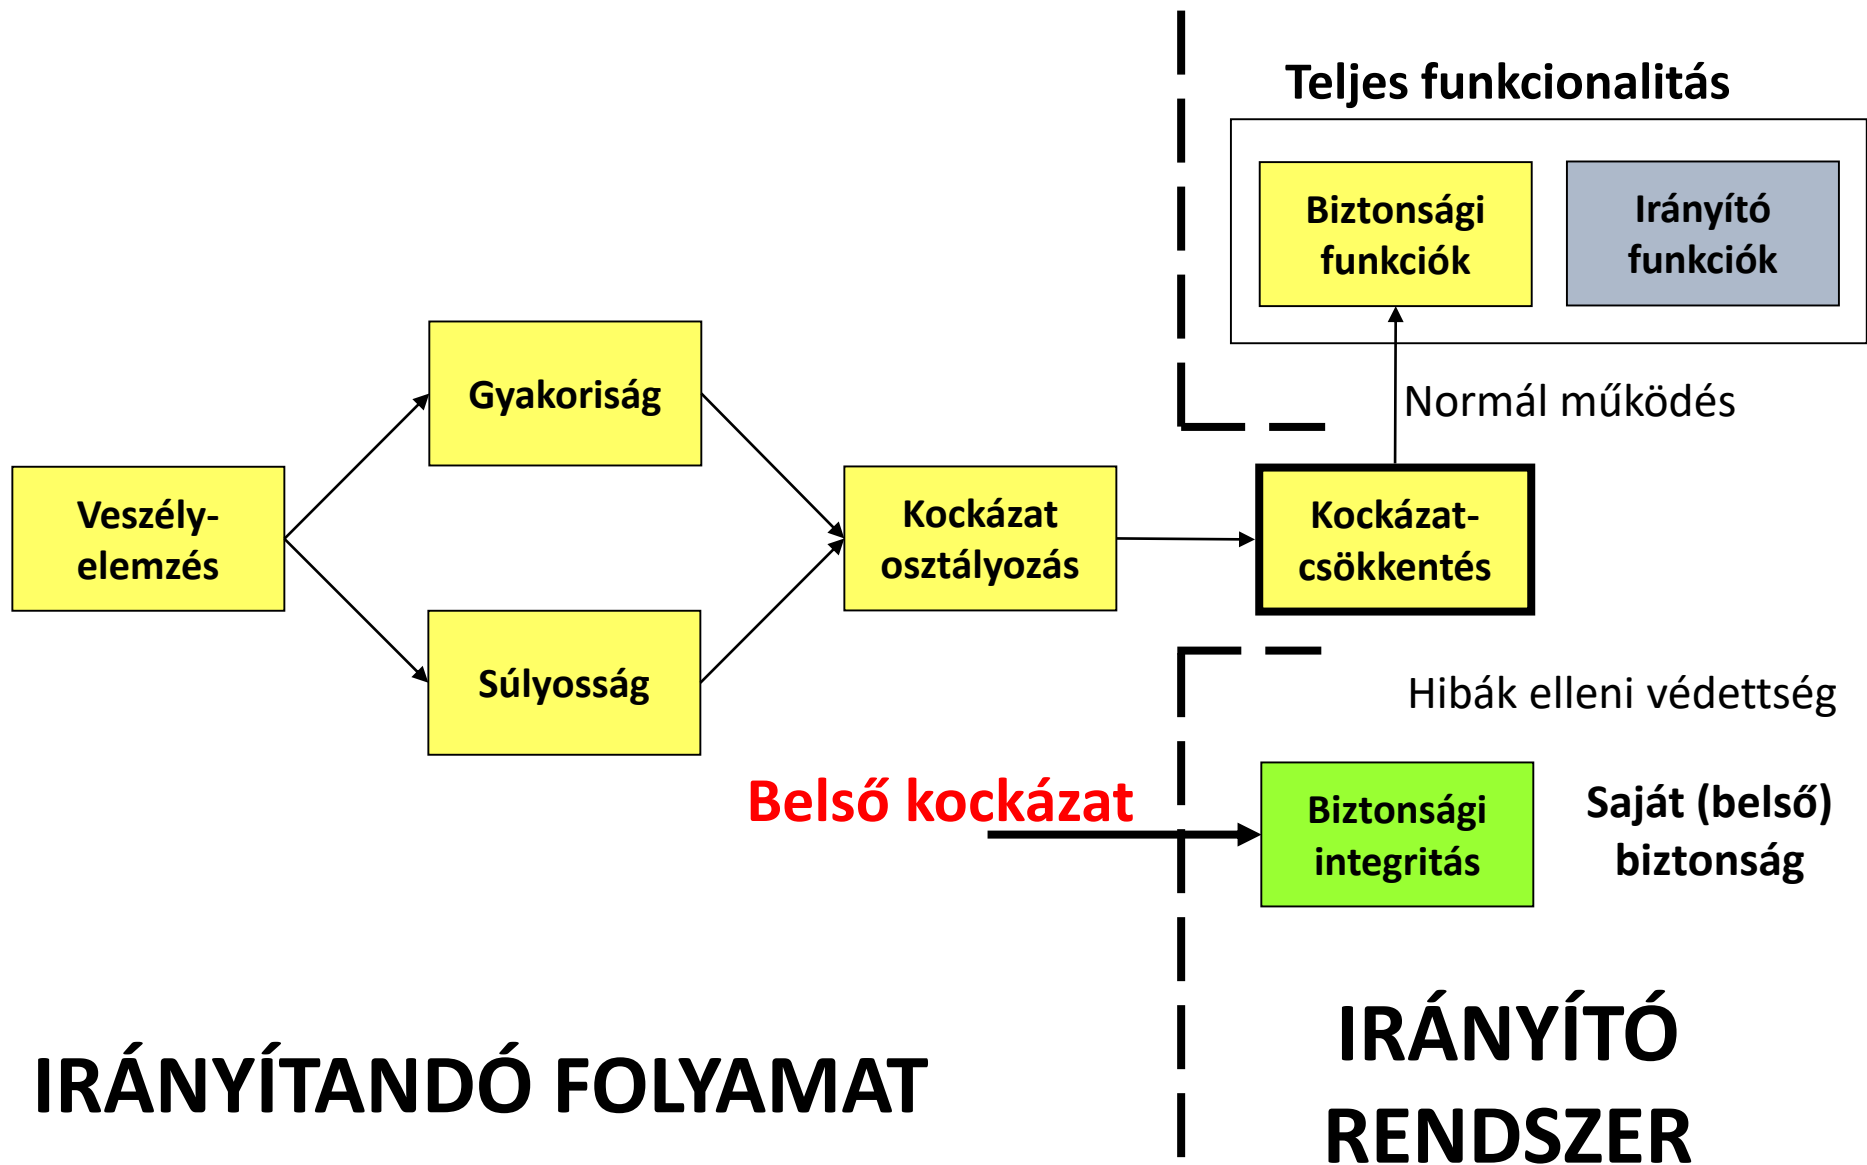 Teljes funkcionalitás
Biztonsági
funkciók
Irányító
funkciók
Normál működés
Gyakoriság
Veszély-
elemzés
Kockázat
osztályozás
Kockázat-
csökkentés
Súlyosság
Hibák elleni védettség
Belső kockázat
Biztonsági
integritás
Saját (belső)
biztonság
IRÁNYÍTANDÓ FOLYAMAT
IRÁNYÍTÓ
RENDSZER